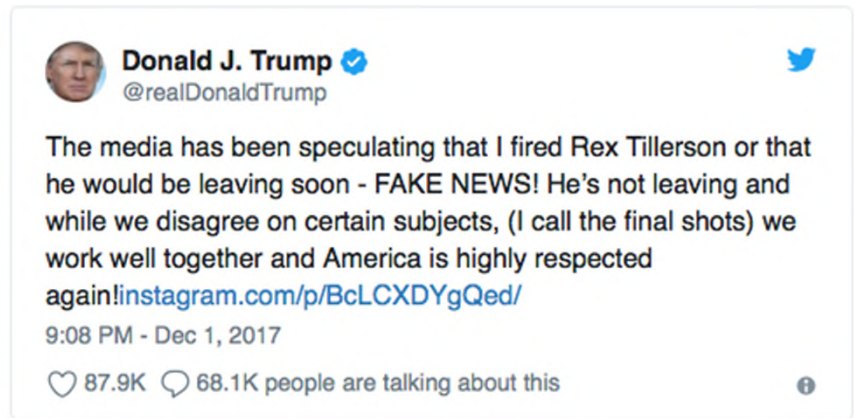 Donald J. Trump
@realDonaldTrump
The media has been speculating that I fired Rex Tillerson or that
he would be leaving soon - FAKE NEWS! He's not leaving and
while we disagree on certain subjects, (I call the final shots) we
work well together and America is highly respected
again!instagram.com/p/BcLCXDYgQed/
9:08 PM - Dec 1, 2017
87.9K 68.1K people are talking about this